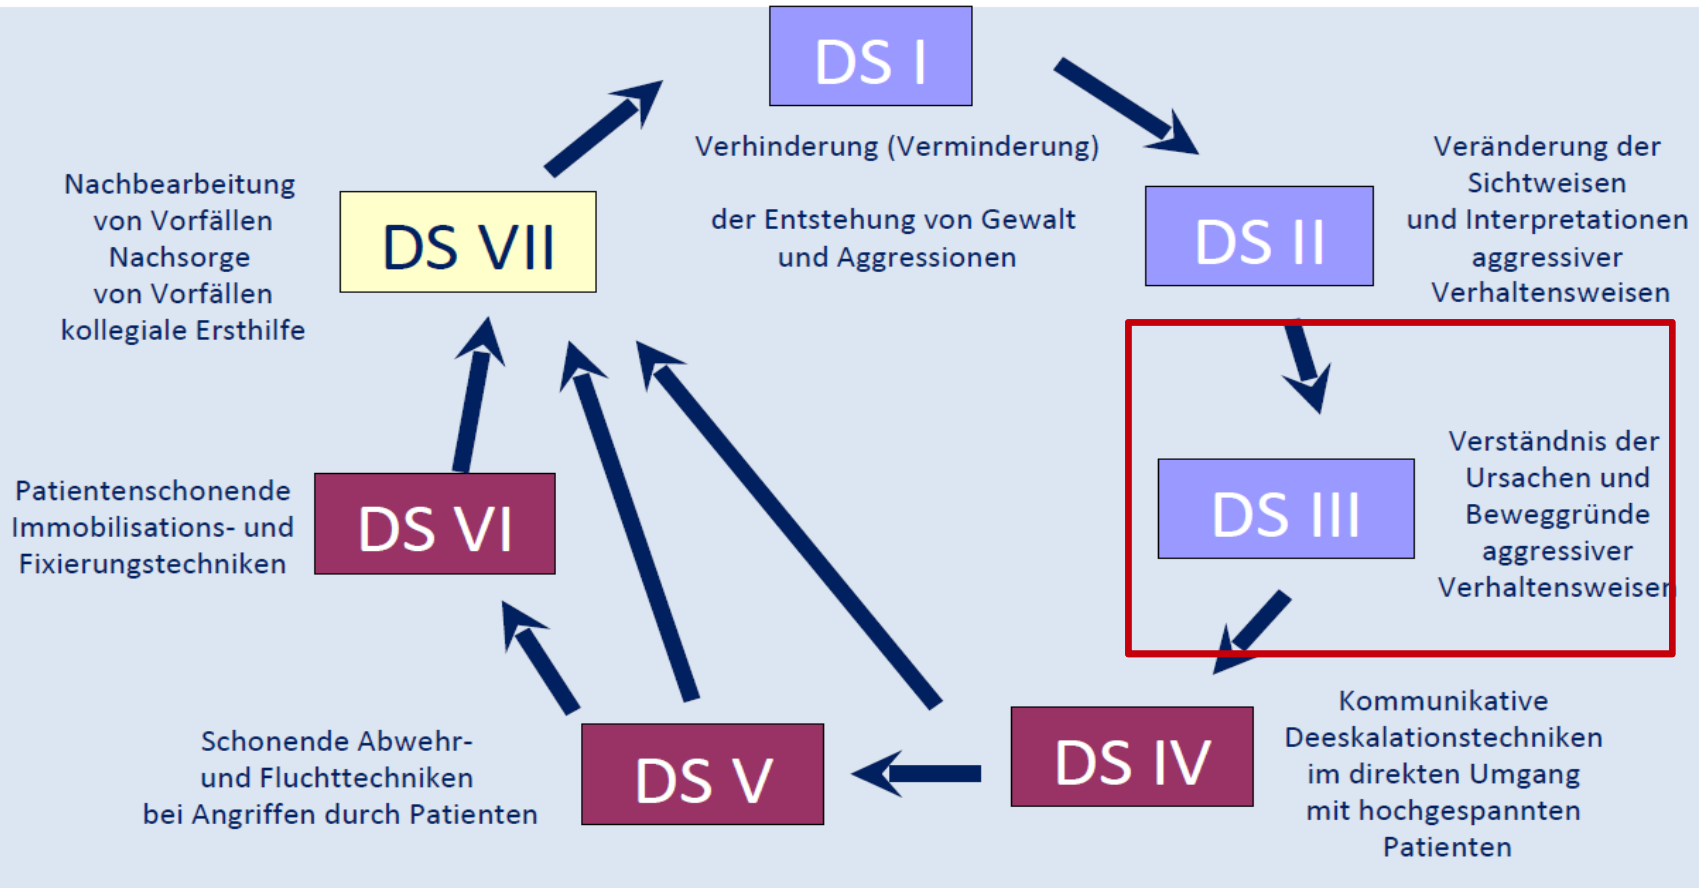 DS I
Verhinderung (Verminderung)
der Entstehung von Gewalt
und Aggressionen
DS II
Veränderung der
Sichtweisen
und Interpretationen
aggressiver
Verhaltensweisen
DS III
Verständnis der
Ursachen und
Beweggründe
aggressiver
Verhaltensweisen
DS IV
Kommunikative
Deeskalationstechniken
im direkten Umgang
mit hochgespannten
Patienten
DS V
Schonende Abwehr-
und Fluchttechniken
bei Angriffen durch Patienten
DS VI
Patientenschonende
Immobilisations- und
Fixierungstechniken
DS VII
Nachbearbeitung
von Vorfällen
Nachsorge
von Vorfällen
kollegiale Ersthilfe